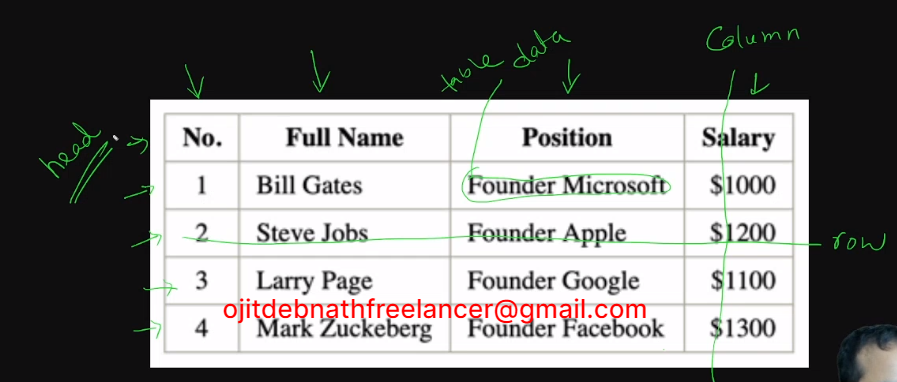 Column
table data
head
No. Full Name Position Salary
1 Bill Gates Founder Microsoft $1000
2 Steve Jobs Founder Apple $1200
row
3 Larry Page Founder Google $1100
ojitdebnathfreelancer@gmail.com
4 Mark Zuckeberg Founder Facebook $1300